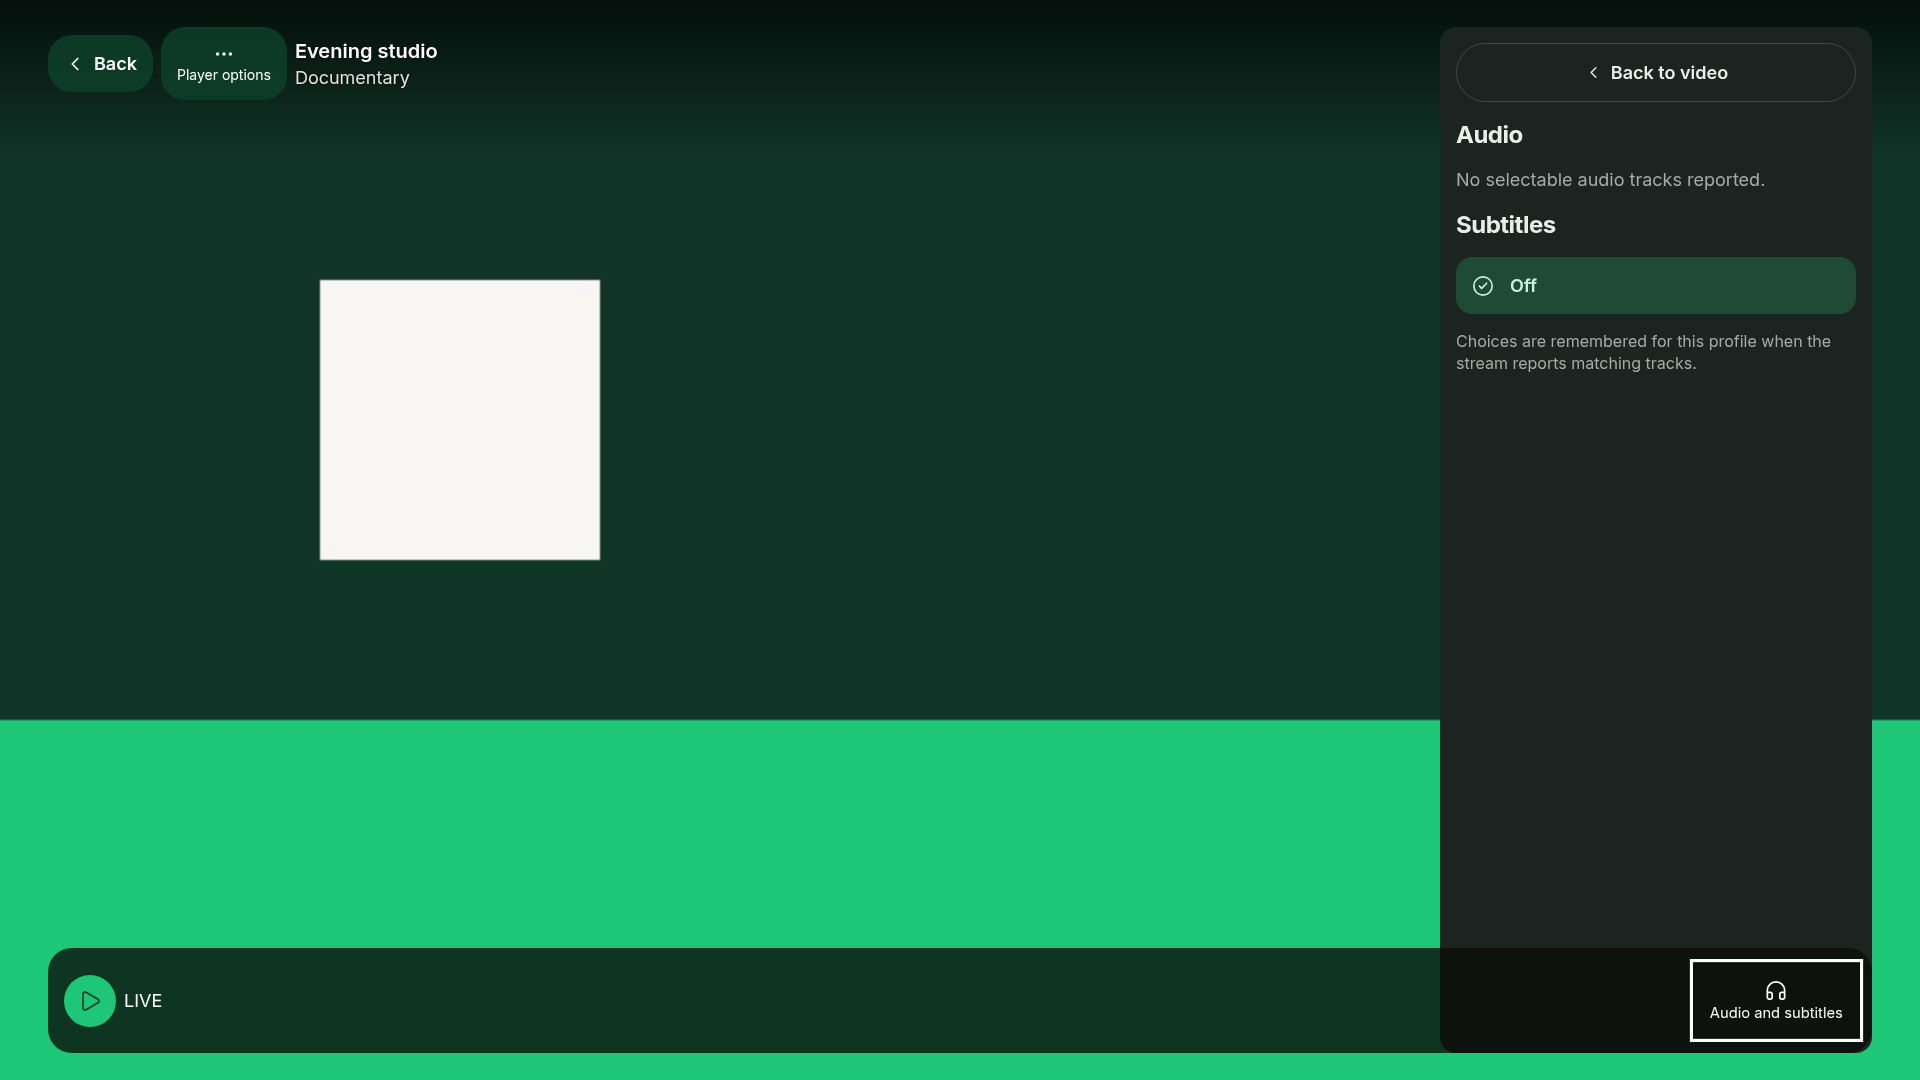 Back
Player options
Evening studio
Documentary
Back to video
Audio
No selectable audio tracks reported.
Subtitles
Off
Choices are remembered for this profile when the
stream reports matching tracks.
LIVE
Audio and subtitles